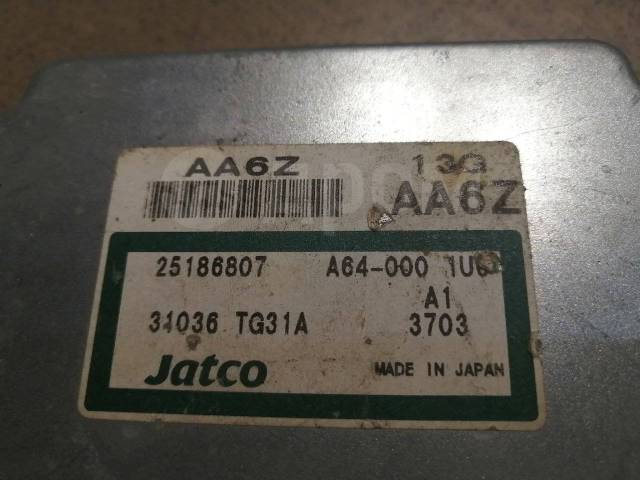 AA6Z 13G
AA6Z
25186807 A64-000
A1
31036 TG31A 3703
Jatco MADE IN JAPAN